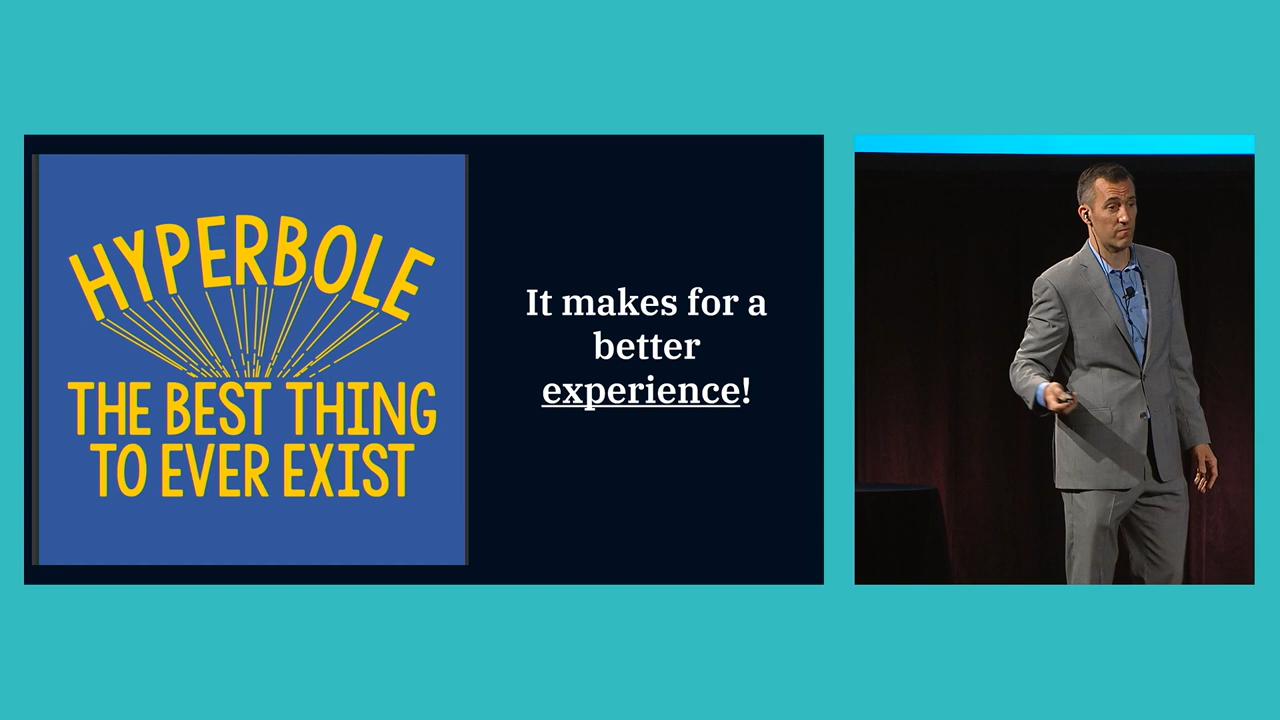 HYPERBOLE
THE BEST THING
TO EVER EXIST
It makes for a
better
experience!